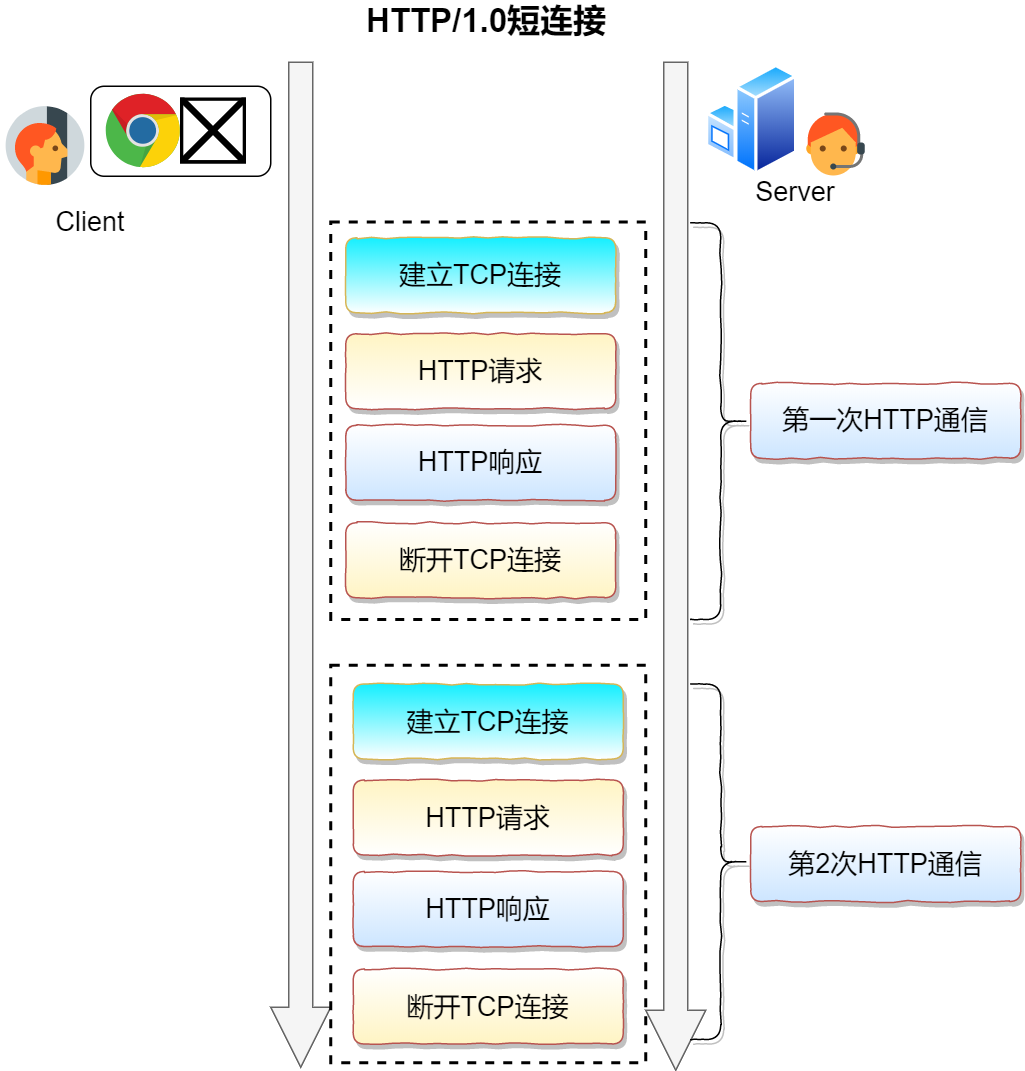 HTTP/1.0短连接
Client
Server
建立TCP连接
HTTP请求
HTTP响应
断开TCP连接
第一次HTTP通信
建立TCP连接
HTTP请求
HTTP响应
断开TCP连接
第2次HTTP通信